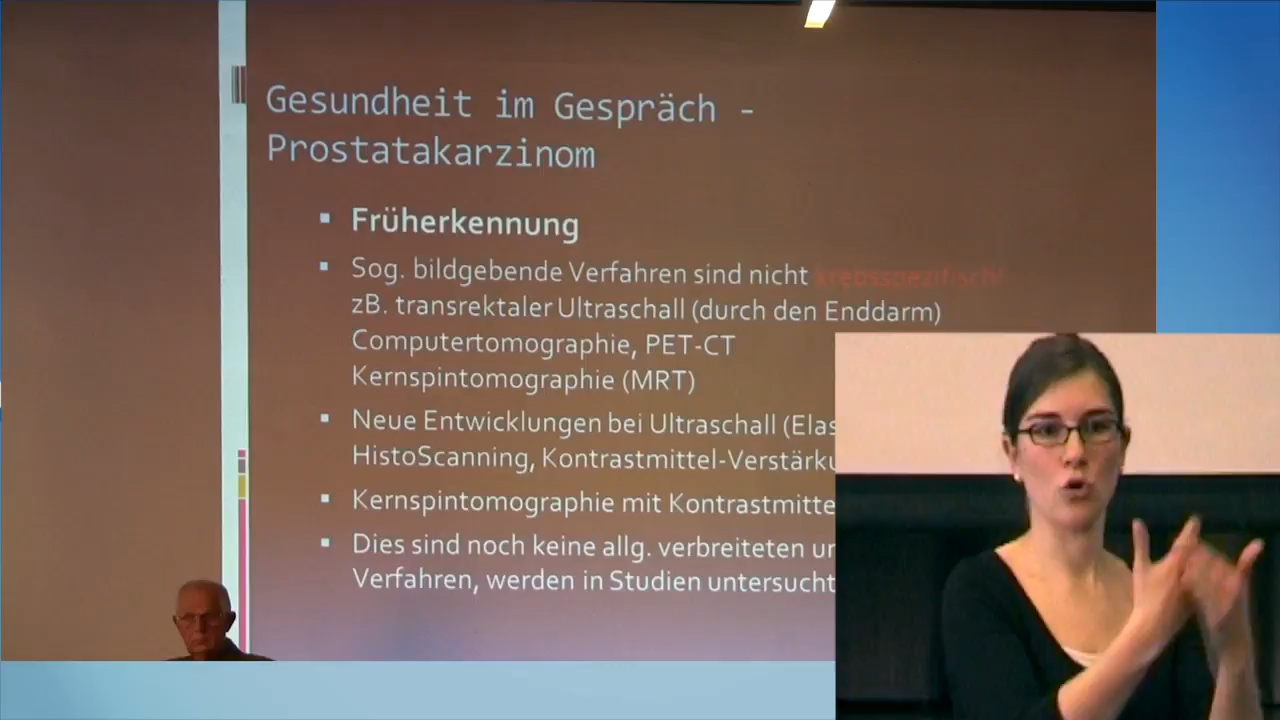 Gesundheit im Gespräch -
Prostatakarzinom
▪ Früherkennung
▪ Sog. bildgebende Verfahren sind nicht krebsspezifisch!
zB. transrektaler Ultraschall (durch den Enddarm)
Computertomographie, PET-CT
Kernspintomographie (MRT)
▪ Neue Entwicklungen bei Ultraschall (Elas
HistoScanning, Kontrastmittel-Verstärku
▪ Kernspintomographie mit Kontrastmitte
▪ Dies sind noch keine allg. verbreiteten un
Verfahren, werden in Studien untersucht